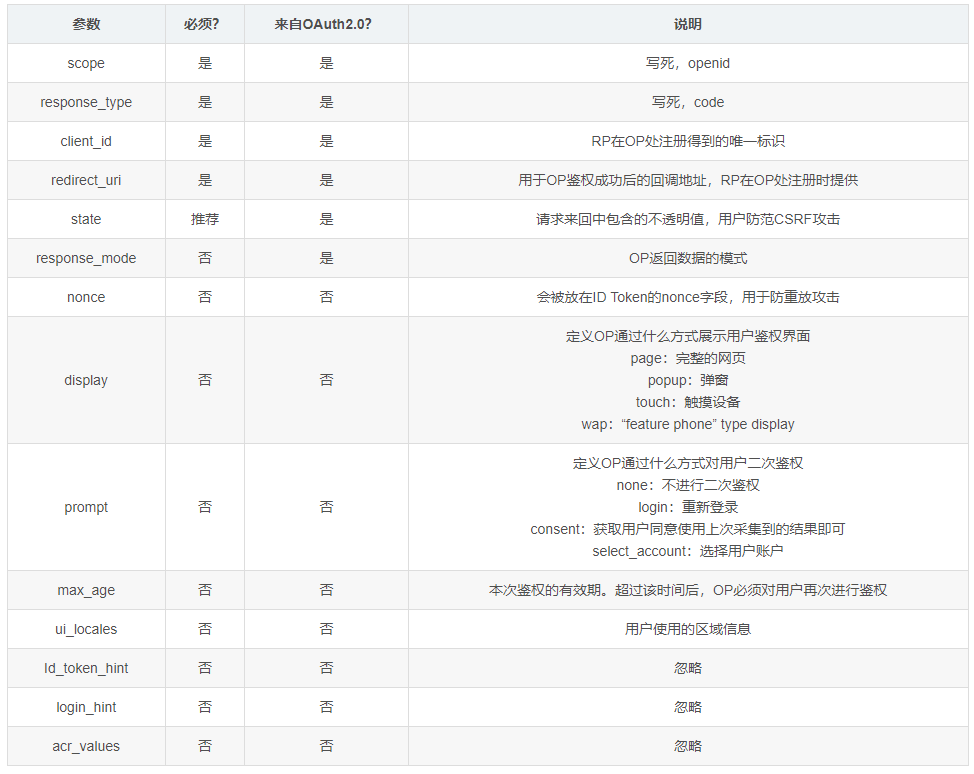 参数 必须? 来自OAuth2.0? 说明
scope 是 是 写死，openid
response_type 是 是 写死，code
client_id 是 是 RP在OP处注册得到的唯一标识
redirect_uri 是 是 用于OP鉴权成功后的回调地址，RP在OP处注册时提供
state 推荐 是 请求来回中包含的不透明值，用户防范CSRF攻击
response_mode 否 是 OP返回数据的模式
nonce 否 否 会被放在ID Token的nonce字段，用于防重放攻击
display 否 否 定义OP通过什么方式展示用户鉴权界面
page：完整的网页
popup：弹窗
touch：触摸设备
wap：“feature phone” type display
prompt 否 否 定义OP通过什么方式对用户二次鉴权
none：不进行二次鉴权
login：重新登录
consent：获取用户同意使用上次采集到的结果即可
select_account：选择用户账户
max_age 否 否 本次鉴权的有效期。超过该时间后，OP必须对用户再次进行鉴权
ui_locales 否 否 用户使用的区域信息
Id_token_hint 否 否 忽略
login_hint 否 否 忽略
acr_values 否 否 忽略